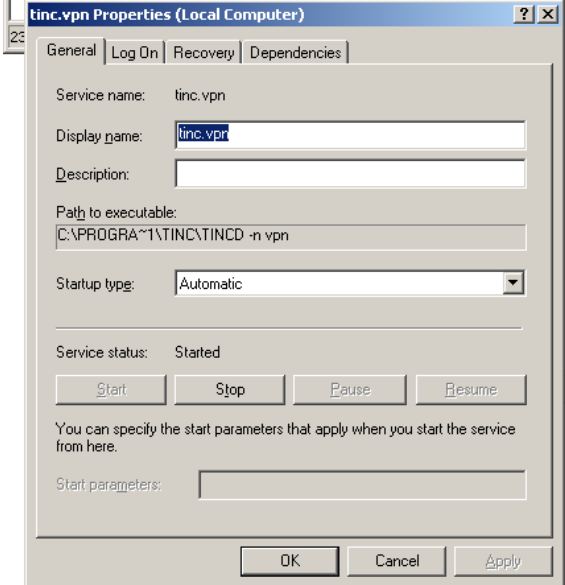 23
tinc.vpn Properties (Local Computer)
General Log On Recovery Dependencies
Service name: tinc.vpn
Display name: tinc.vpn
Description:
Path to executable:
C:\PROGRA~1\TINC\TINCD -n vpn
Startup type: Automatic
Service status: Started
Start Stop Pause Resume
You can specify the start parameters that apply when you start the service
from here.
Start parameters:
OK Cancel Apply